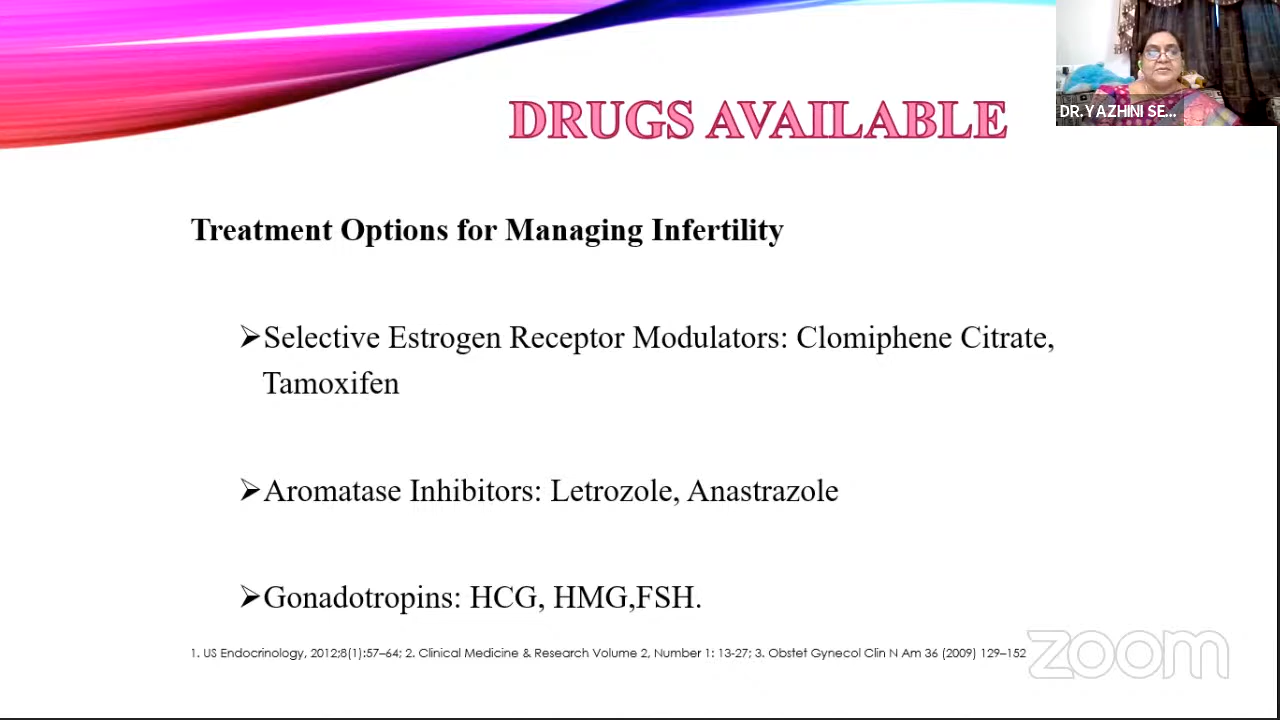 DRUGS AVAILABLE
DR.YAZHINI SE...
Treatment Options for Managing Infertility
➢Selective Estrogen Receptor Modulators: Clomiphene Citrate,
Tamoxifen
➢Aromatase Inhibitors: Letrozole, Anastrazole
➢Gonadotropins: HCG, HMG,FSH.
1. US Endocrinology, 2012;8(1):57–64; 2. Clinical Medicine & Research Volume 2, Number 1: 13-27; 3. Obstet Gynecol Clin N Am 36 (2009) 129–152
zoom